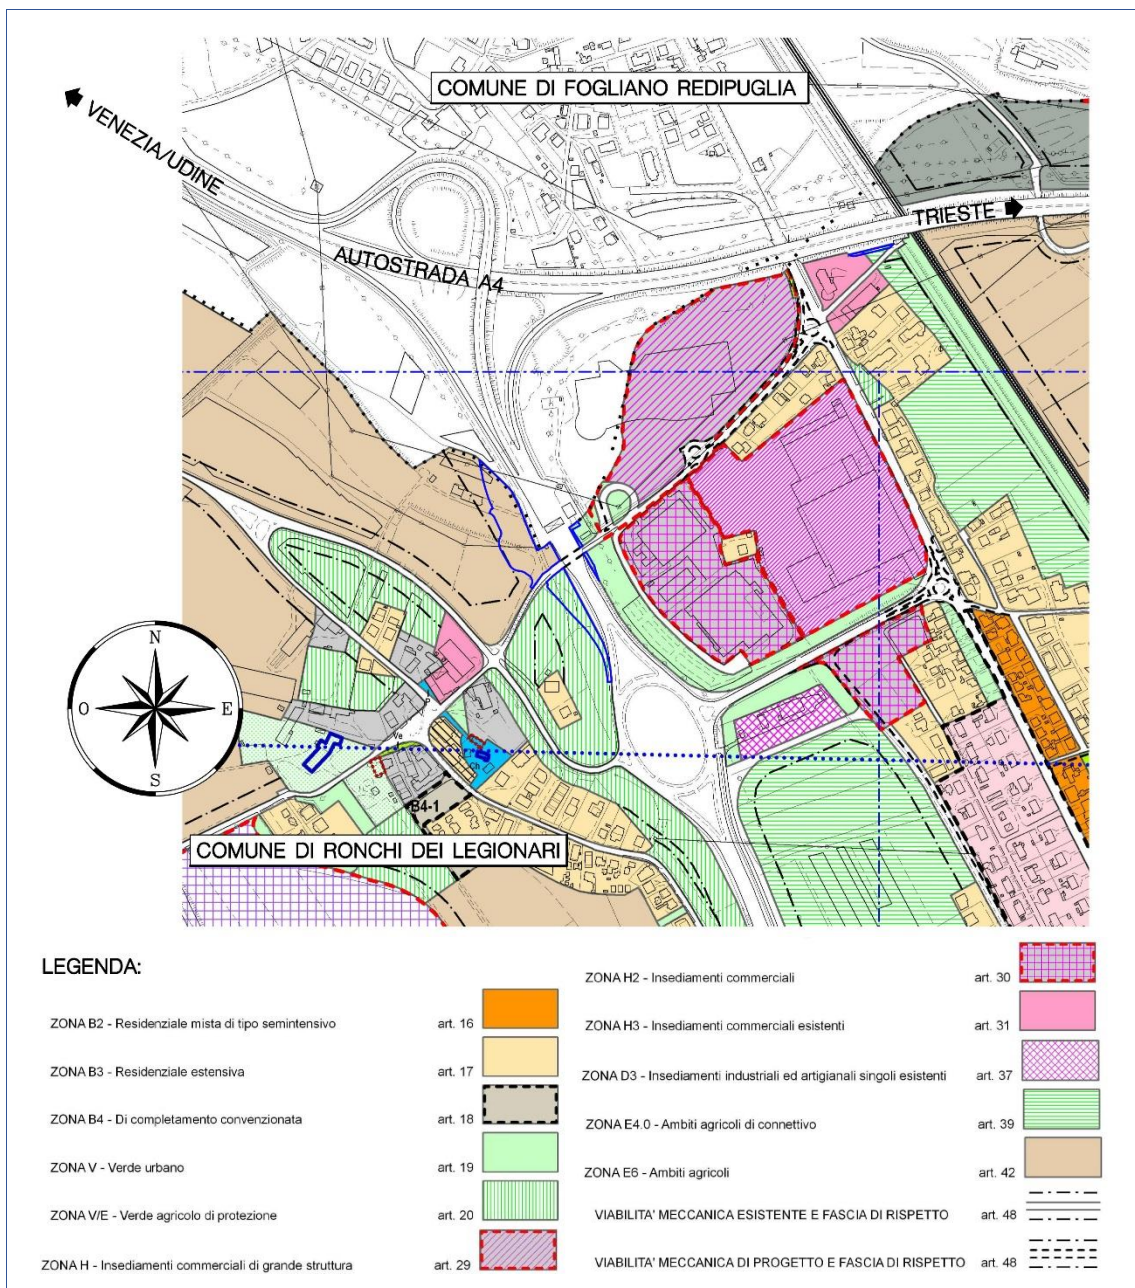 COMUNE DI FOGLIANO REDIPUGLIA
VENEZIA/UDINE
TRIESTE
AUTOSTRADA A4
N
O
E
S
Ve
Ch
B4-1
COMUNE DI RONCHI DEI LEGIONARI
LEGENDA:
ZONA B2 - Residenziale mista di tipo semintensivo art. 16
ZONA B3 - Residenziale estensiva art. 17
ZONA B4 - Di completamento convenzionata art. 18
ZONA V - Verde urbano art. 19
ZONA V/E - Verde agricolo di protezione art. 20
ZONA H - Insediamenti commerciali di grande struttura art. 29
ZONA H2 - Insediamenti commerciali art. 30
ZONA H3 - Insediamenti commerciali esistenti art. 31
ZONA D3 - Insediamenti industriali ed artigianali singoli esistenti art. 37
ZONA E4.0 - Ambiti agricoli di connettivo art. 39
ZONA E6 - Ambiti agricoli art. 42
VIABILITA' MECCANICA ESISTENTE E FASCIA DI RISPETTO art. 48
VIABILITA' MECCANICA DI PROGETTO E FASCIA DI RISPETTO art. 48